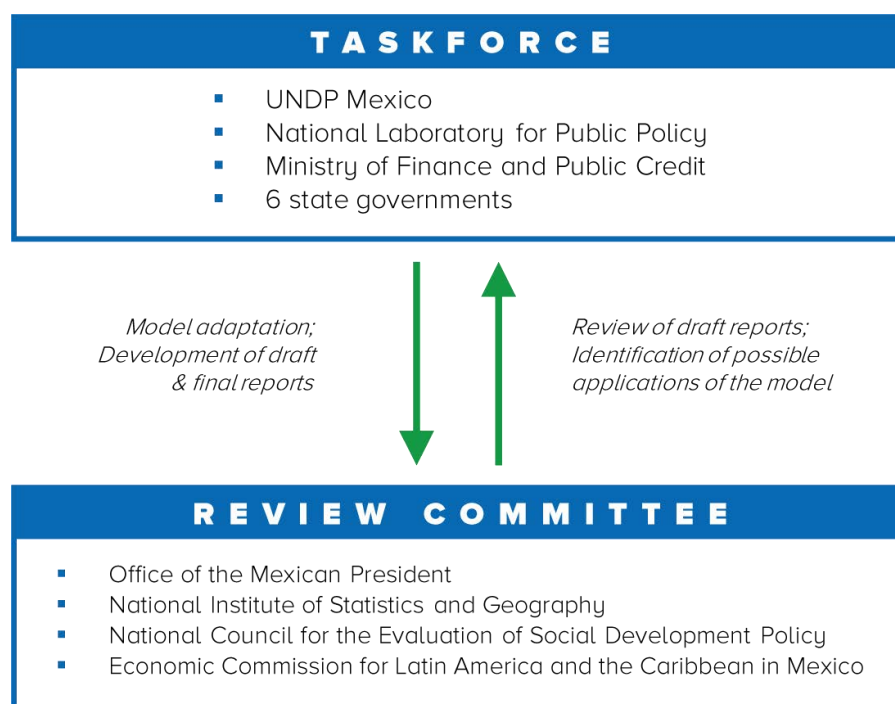 TASKFORCE
▪ UNDP Mexico
▪ National Laboratory for Public Policy
▪ Ministry of Finance and Public Credit
▪ 6 state governments
Model adaptation;
Development of draft
& final reports
Review of draft reports;
Identification of possible
applications of the model
REVIEW COMMITTEE
▪ Office of the Mexican President
▪ National Institute of Statistics and Geography
▪ National Council for the Evaluation of Social Development Policy
▪ Economic Commission for Latin America and the Caribbean in Mexico